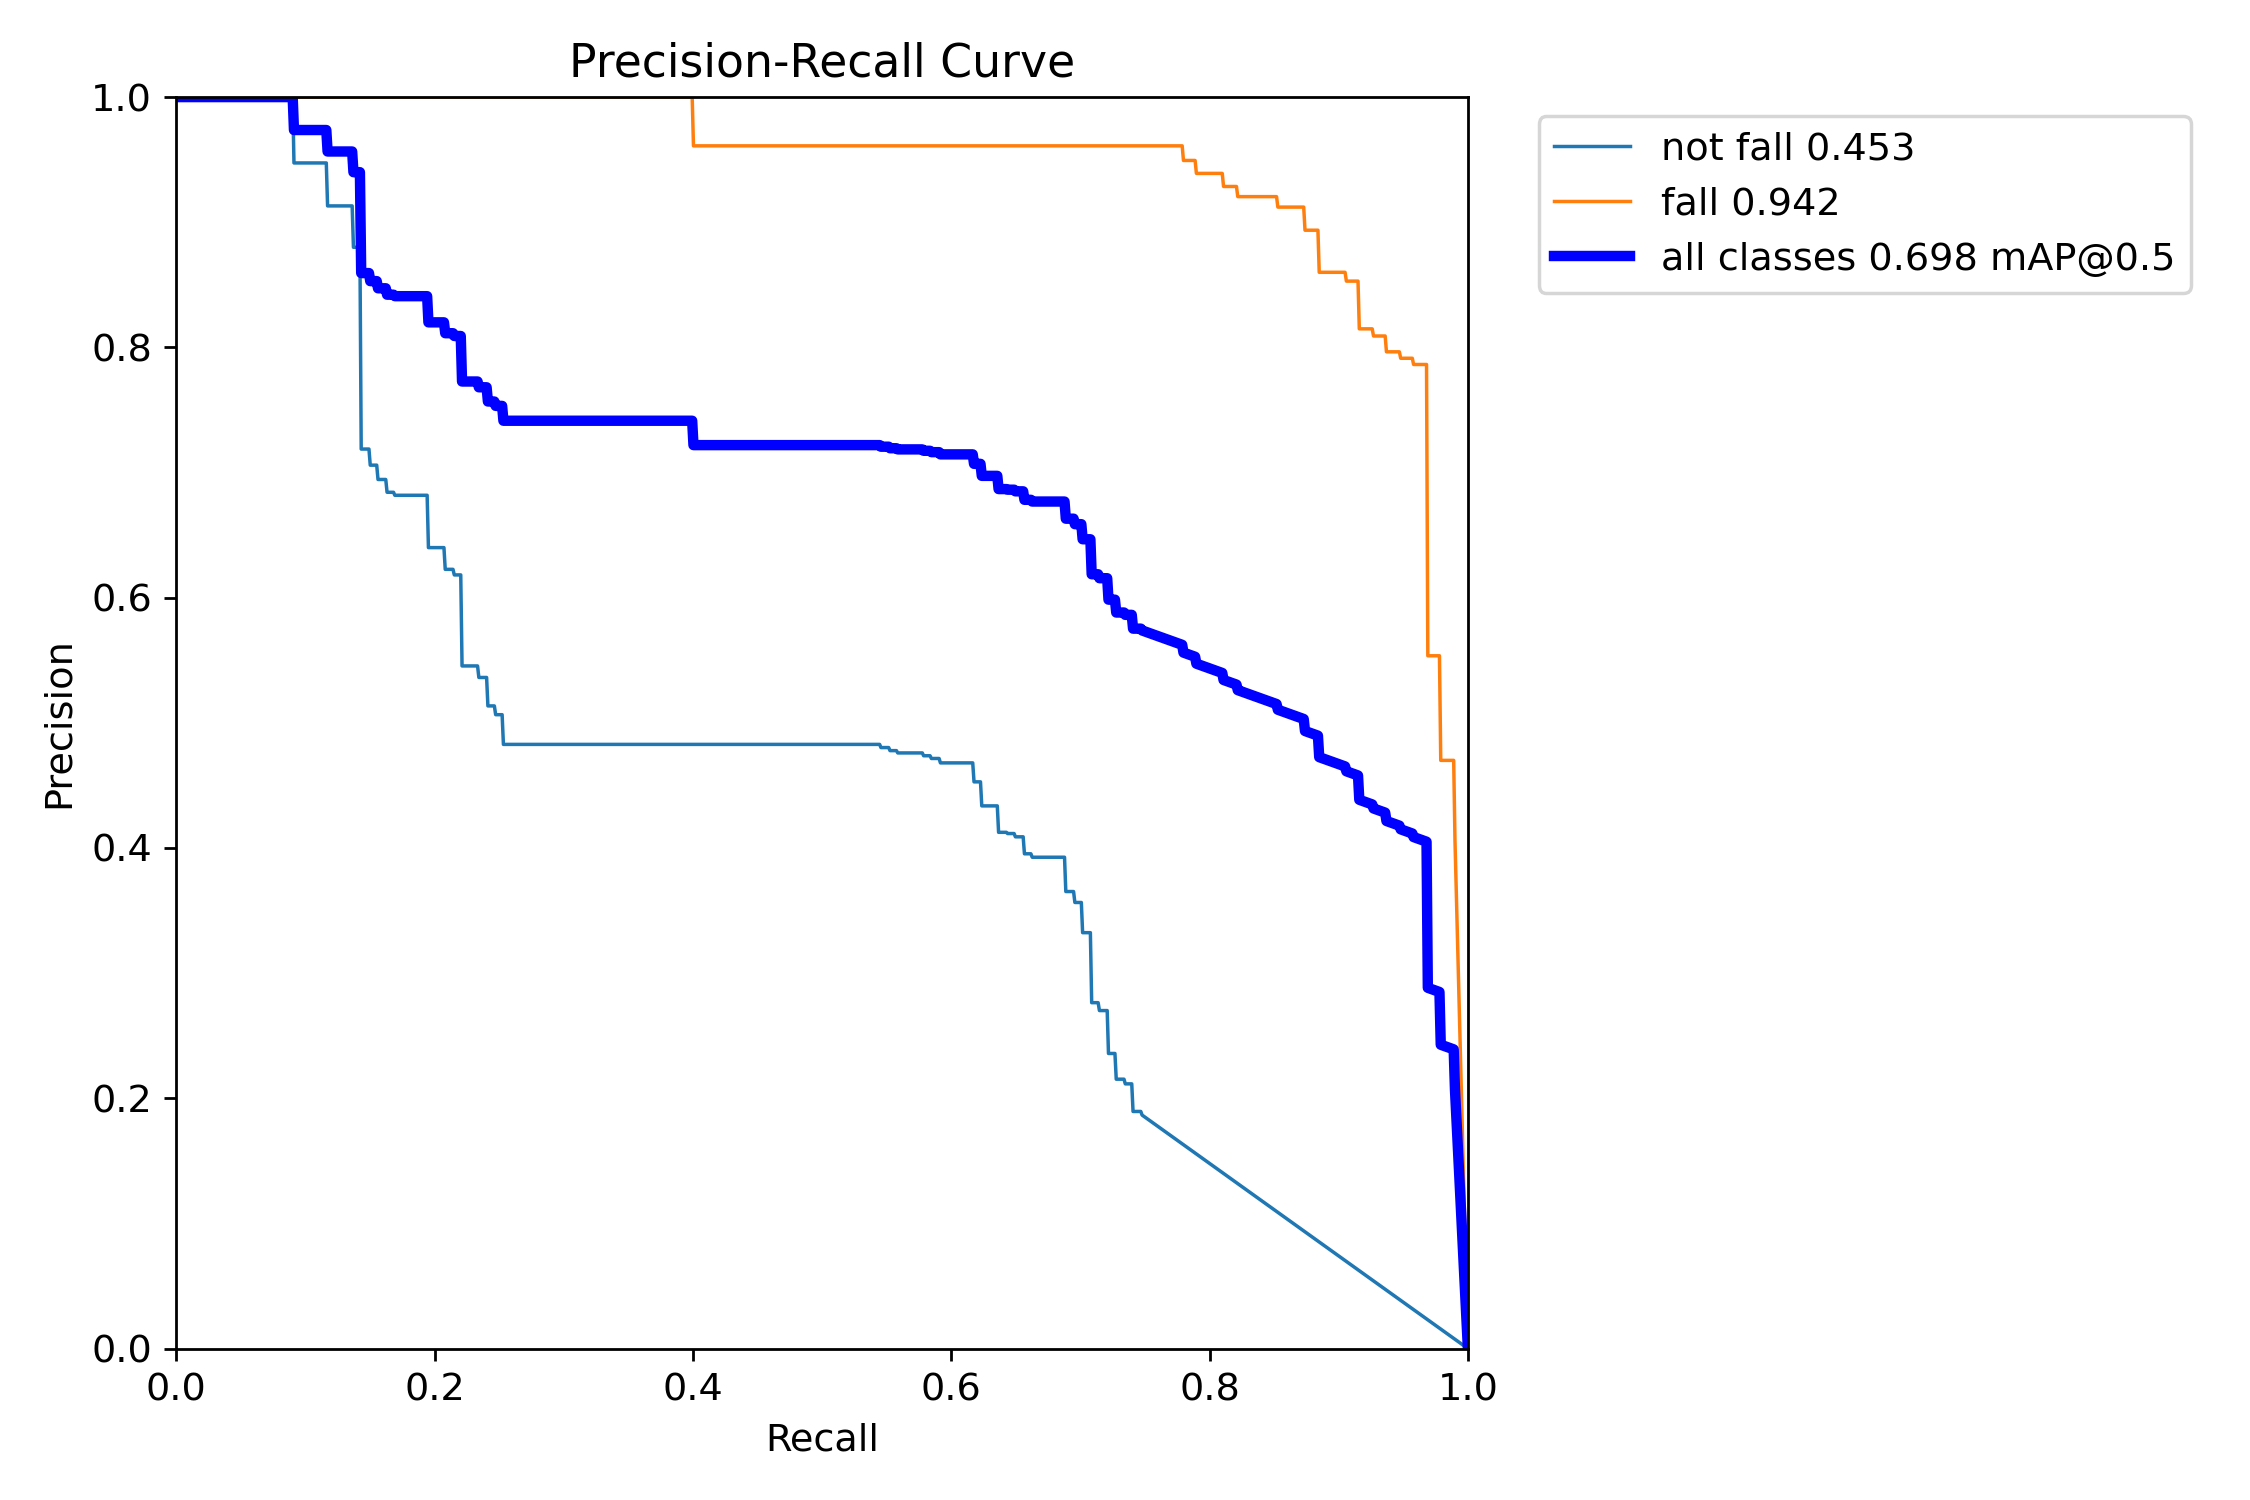 Precision-Recall Curve
1.0
0.8
0.6
0.4
0.2
0.0
Precision
0.0 0.2 0.4 0.6 0.8 1.0
Recall
not fall 0.453
fall 0.942
all classes 0.698 mAP@0.5